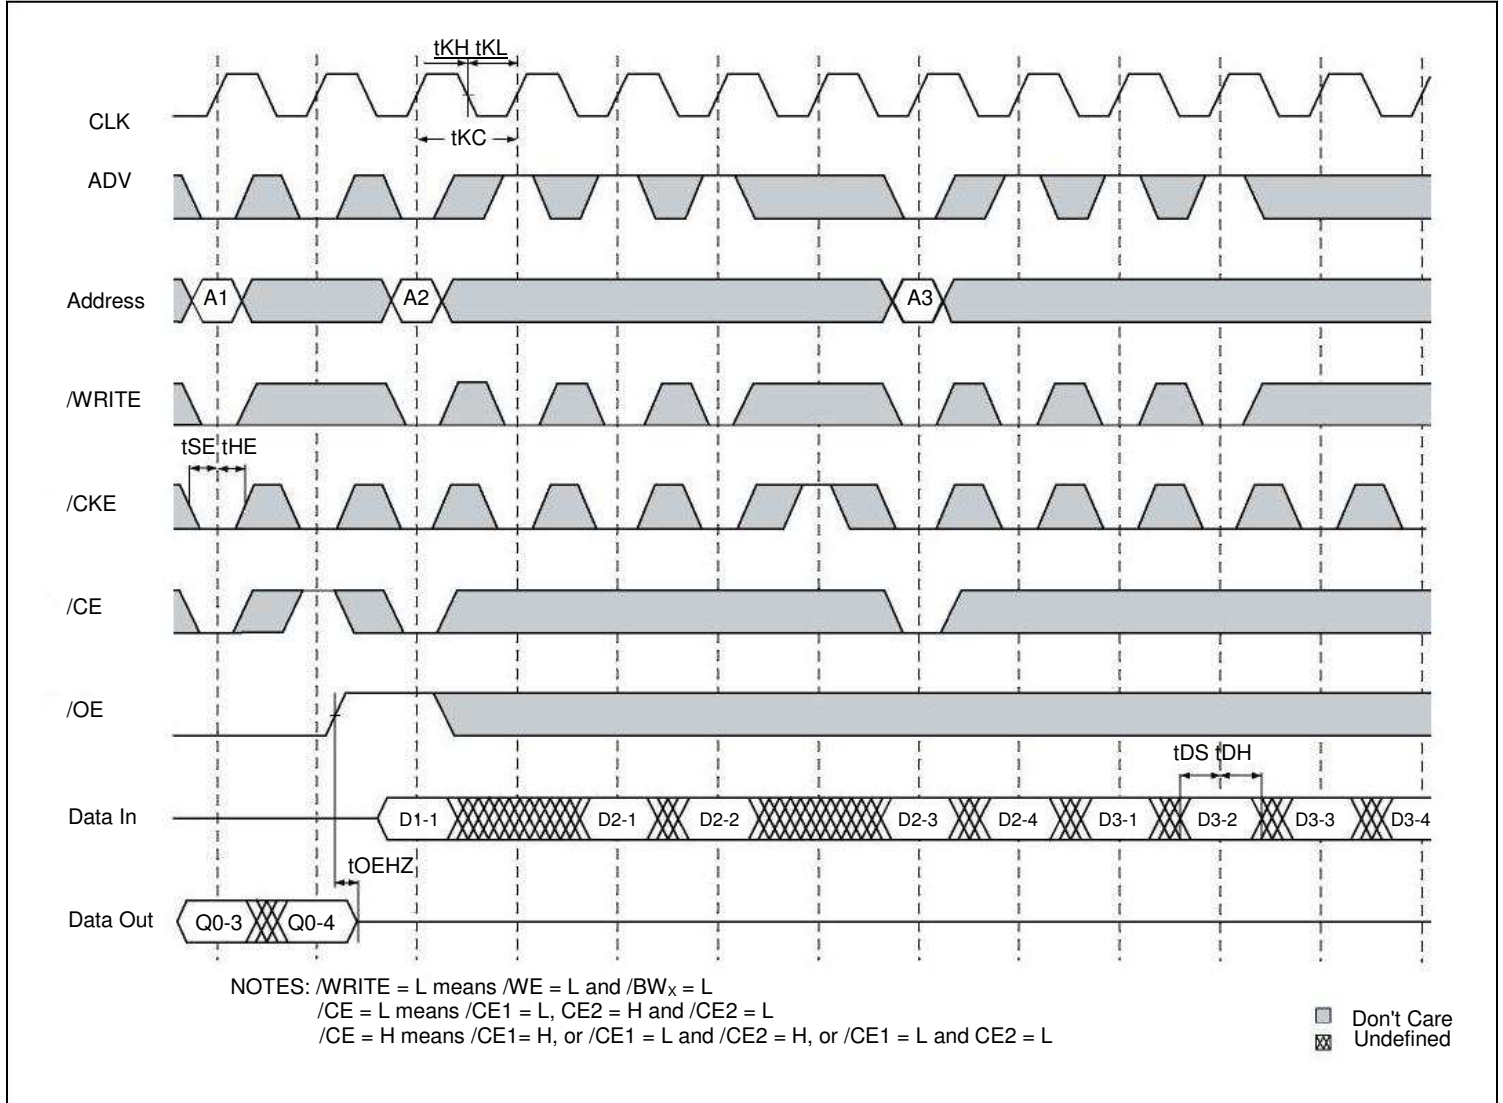 tKH tKL
CLK
tKC
ADV
Address A1 A2 A3
/WRITE
tSE tHE
/CKE
/CE
/OE
tDS tDH
Data In D1-1 D2-1 D2-2 D2-3 D2-4 D3-1 D3-2 D3-3 D3-4
tOEHZ
Data Out Q0-3 Q0-4
NOTES: /WRITE = L means /WE = L and /BWX = L
/CE = L means /CE1 = L, CE2 = H and /CE2 = L
/CE = H means /CE1= H, or /CE1 = L and /CE2 = H, or /CE1 = L and CE2 = L
Don't Care
Undefined